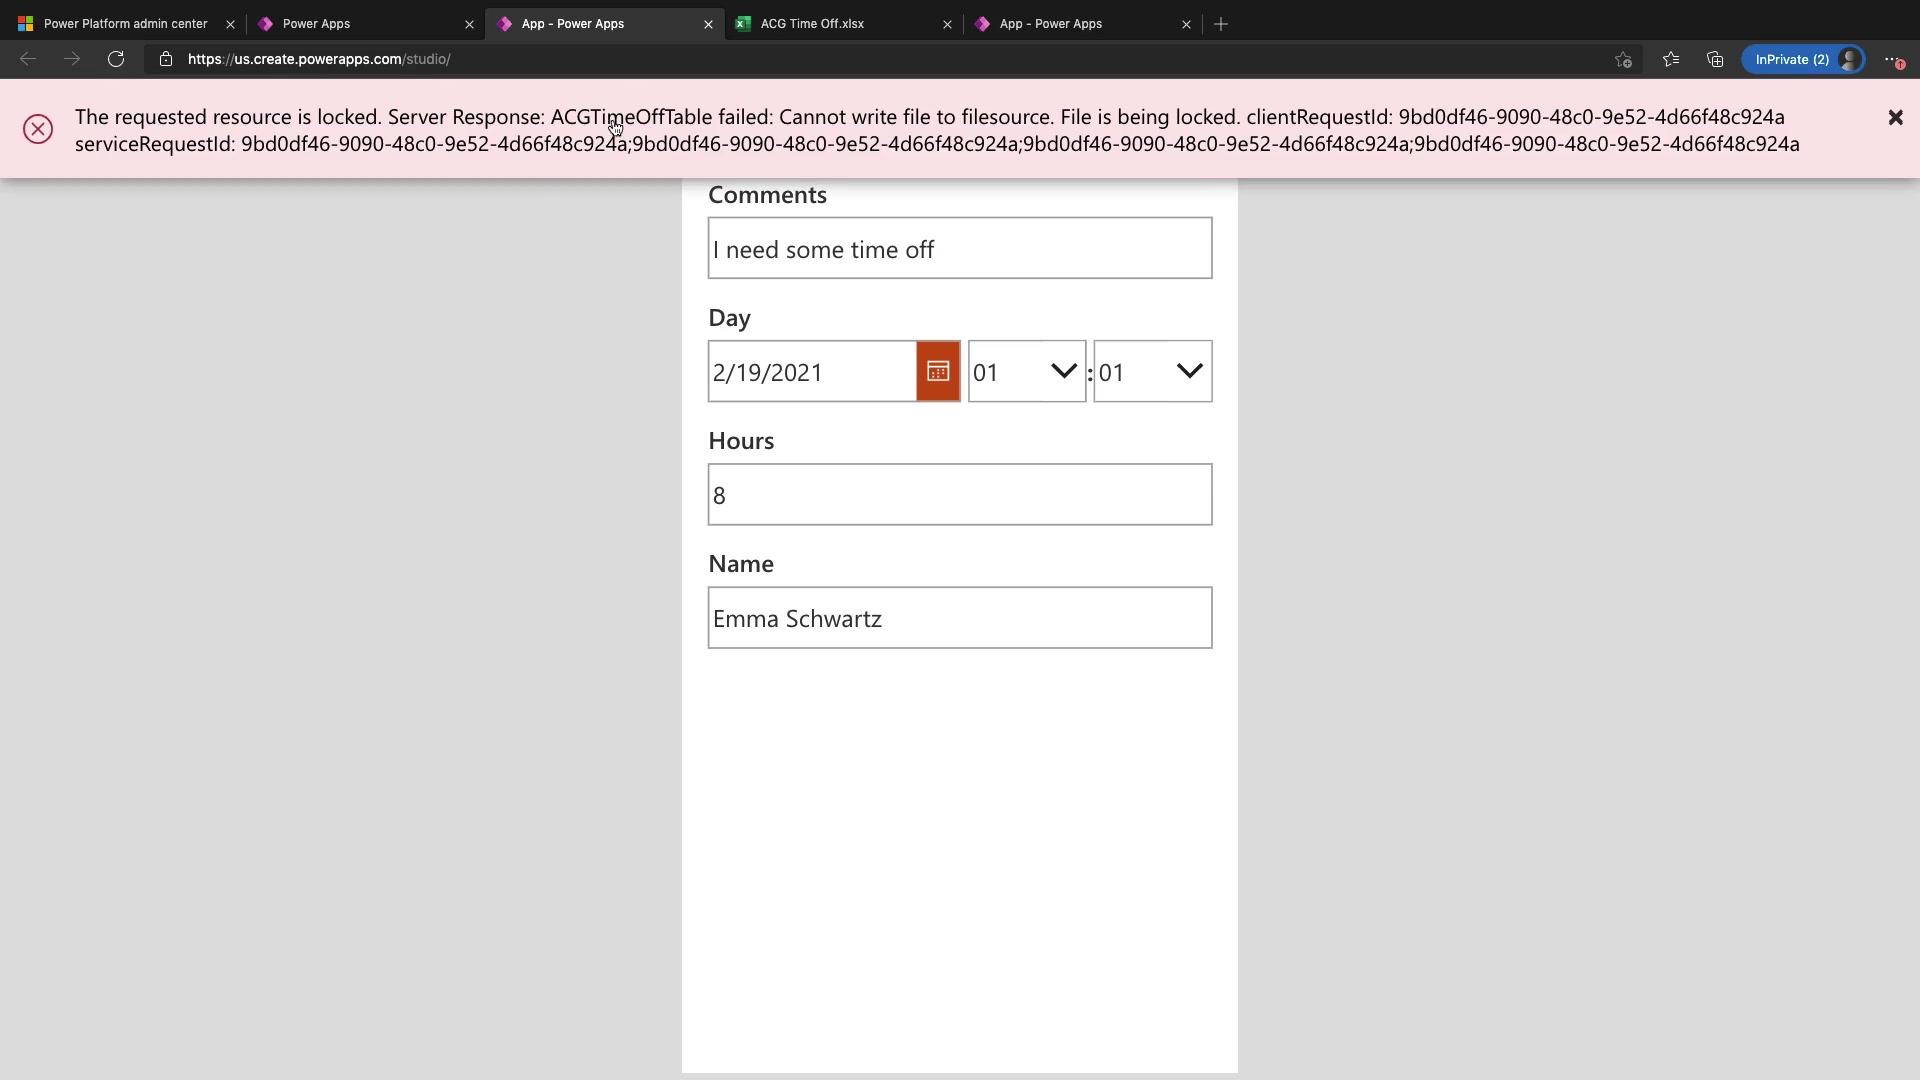 Power Platform admin center
Power Apps
App - Power Apps
ACG Time Off.xlsx
App - Power Apps
https://us.create.powerapps.com/studio/
InPrivate (2)
The requested resource is locked. Server Response: ACGTimeOffTable failed: Cannot write file to filesource. File is being locked. clientRequestId: 9bd0df46-9090-48c0-9e52-4d66f48c924a
serviceRequestId: 9bd0df46-9090-48c0-9e52-4d66f48c924a;9bd0df46-9090-48c0-9e52-4d66f48c924a;9bd0df46-9090-48c0-9e52-4d66f48c924a;9bd0df46-9090-48c0-9e52-4d66f48c924a
Comments
I need some time off
Day
2/19/2021 01 : 01
Hours
8
Name
Emma Schwartz